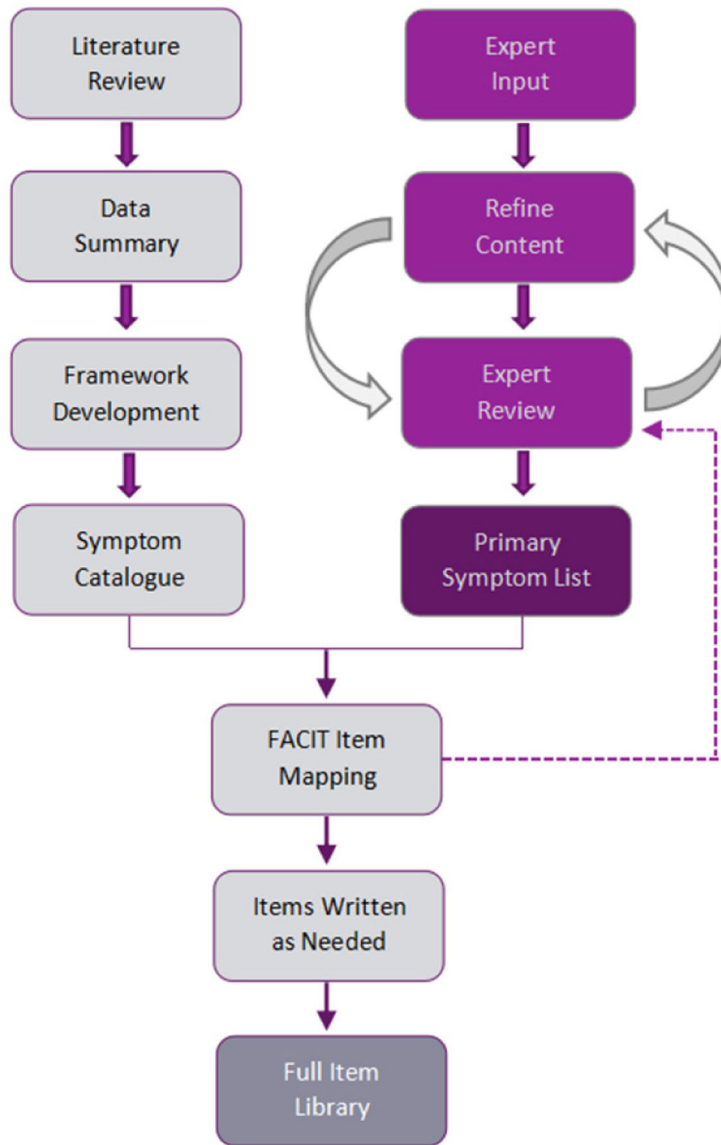 Literature
Review
Expert
Input
Data
Summary
Refine
Content
Framework
Development
Expert
Review
Symptom
Catalogue
Primary
Symptom List
FACIT Item
Mapping
Items Written
as Needed
Full Item
Library